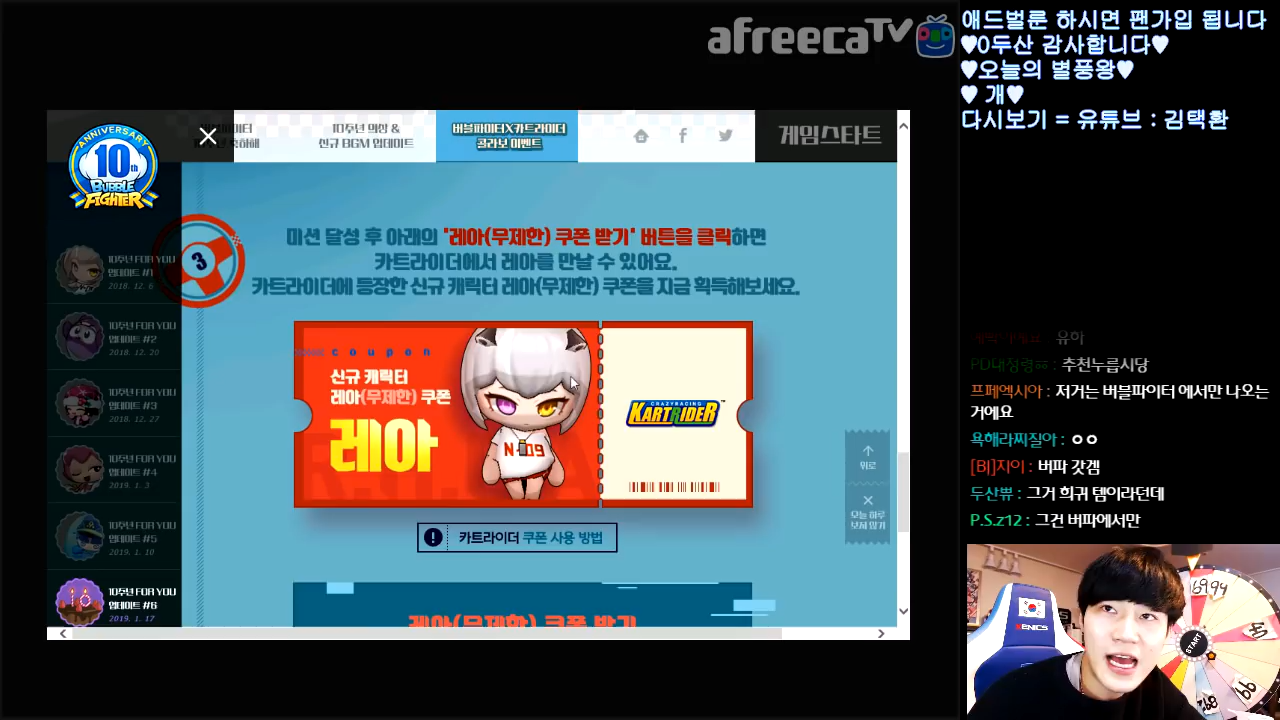 afreecaTV
애드벌룬 하시면 팬가입 됩니다
♥0두산 감사합니다♥
♥오늘의 별풍왕♥
♥ 개♥
다시보기 = 유튜브 : 김택환
ANNIVERSARY
10th
BUBBLE
FIGHTER
10주년 의상 &
신규 BGM 업데이트
버블파이터X카트라이더
콜라보 이벤트
게임스타트
3
미션 달성 후 아래의 "레아(무제한) 쿠폰 받기" 버튼을 클릭하면
카트라이더에서 레아를 만날 수 있어요.
카트라이더에 등장한 신규 캐릭터 레아(무제한) 쿠폰을 지금 획득해보세요.
10주년 FOR YOU
업데이트 #1
2018. 12. 6
10주년 FOR YOU
업데이트 #2
2018. 12. 20
10주년 FOR YOU
업데이트 #3
2018. 12. 27
10주년 FOR YOU
업데이트 #4
2019. 1. 3
10주년 FOR YOU
업데이트 #5
2019. 1. 10
10주년 FOR YOU
업데이트 #6
2019. 1. 17
coupon
신규 캐릭터
레아(무제한) 쿠폰
레아
N-09
CRAZYRACING
KARTRIDER
카트라이더 쿠폰 사용 방법
레아(무제한) 쿠폰 받기
위로
오늘 하루
보지 않기
유하
PD대정령 : 추천누릅시당
프페엑시아 : 저거는 버블파이터 에서만 나오는
거에요
욕해라찌질아 : ㅇㅇ
[BJ]지이 : 버파 갓겜
두산쀼 : 그거 희귀 템이라던데
P.S.z12 : 그건 버파에서만
XENICS
START